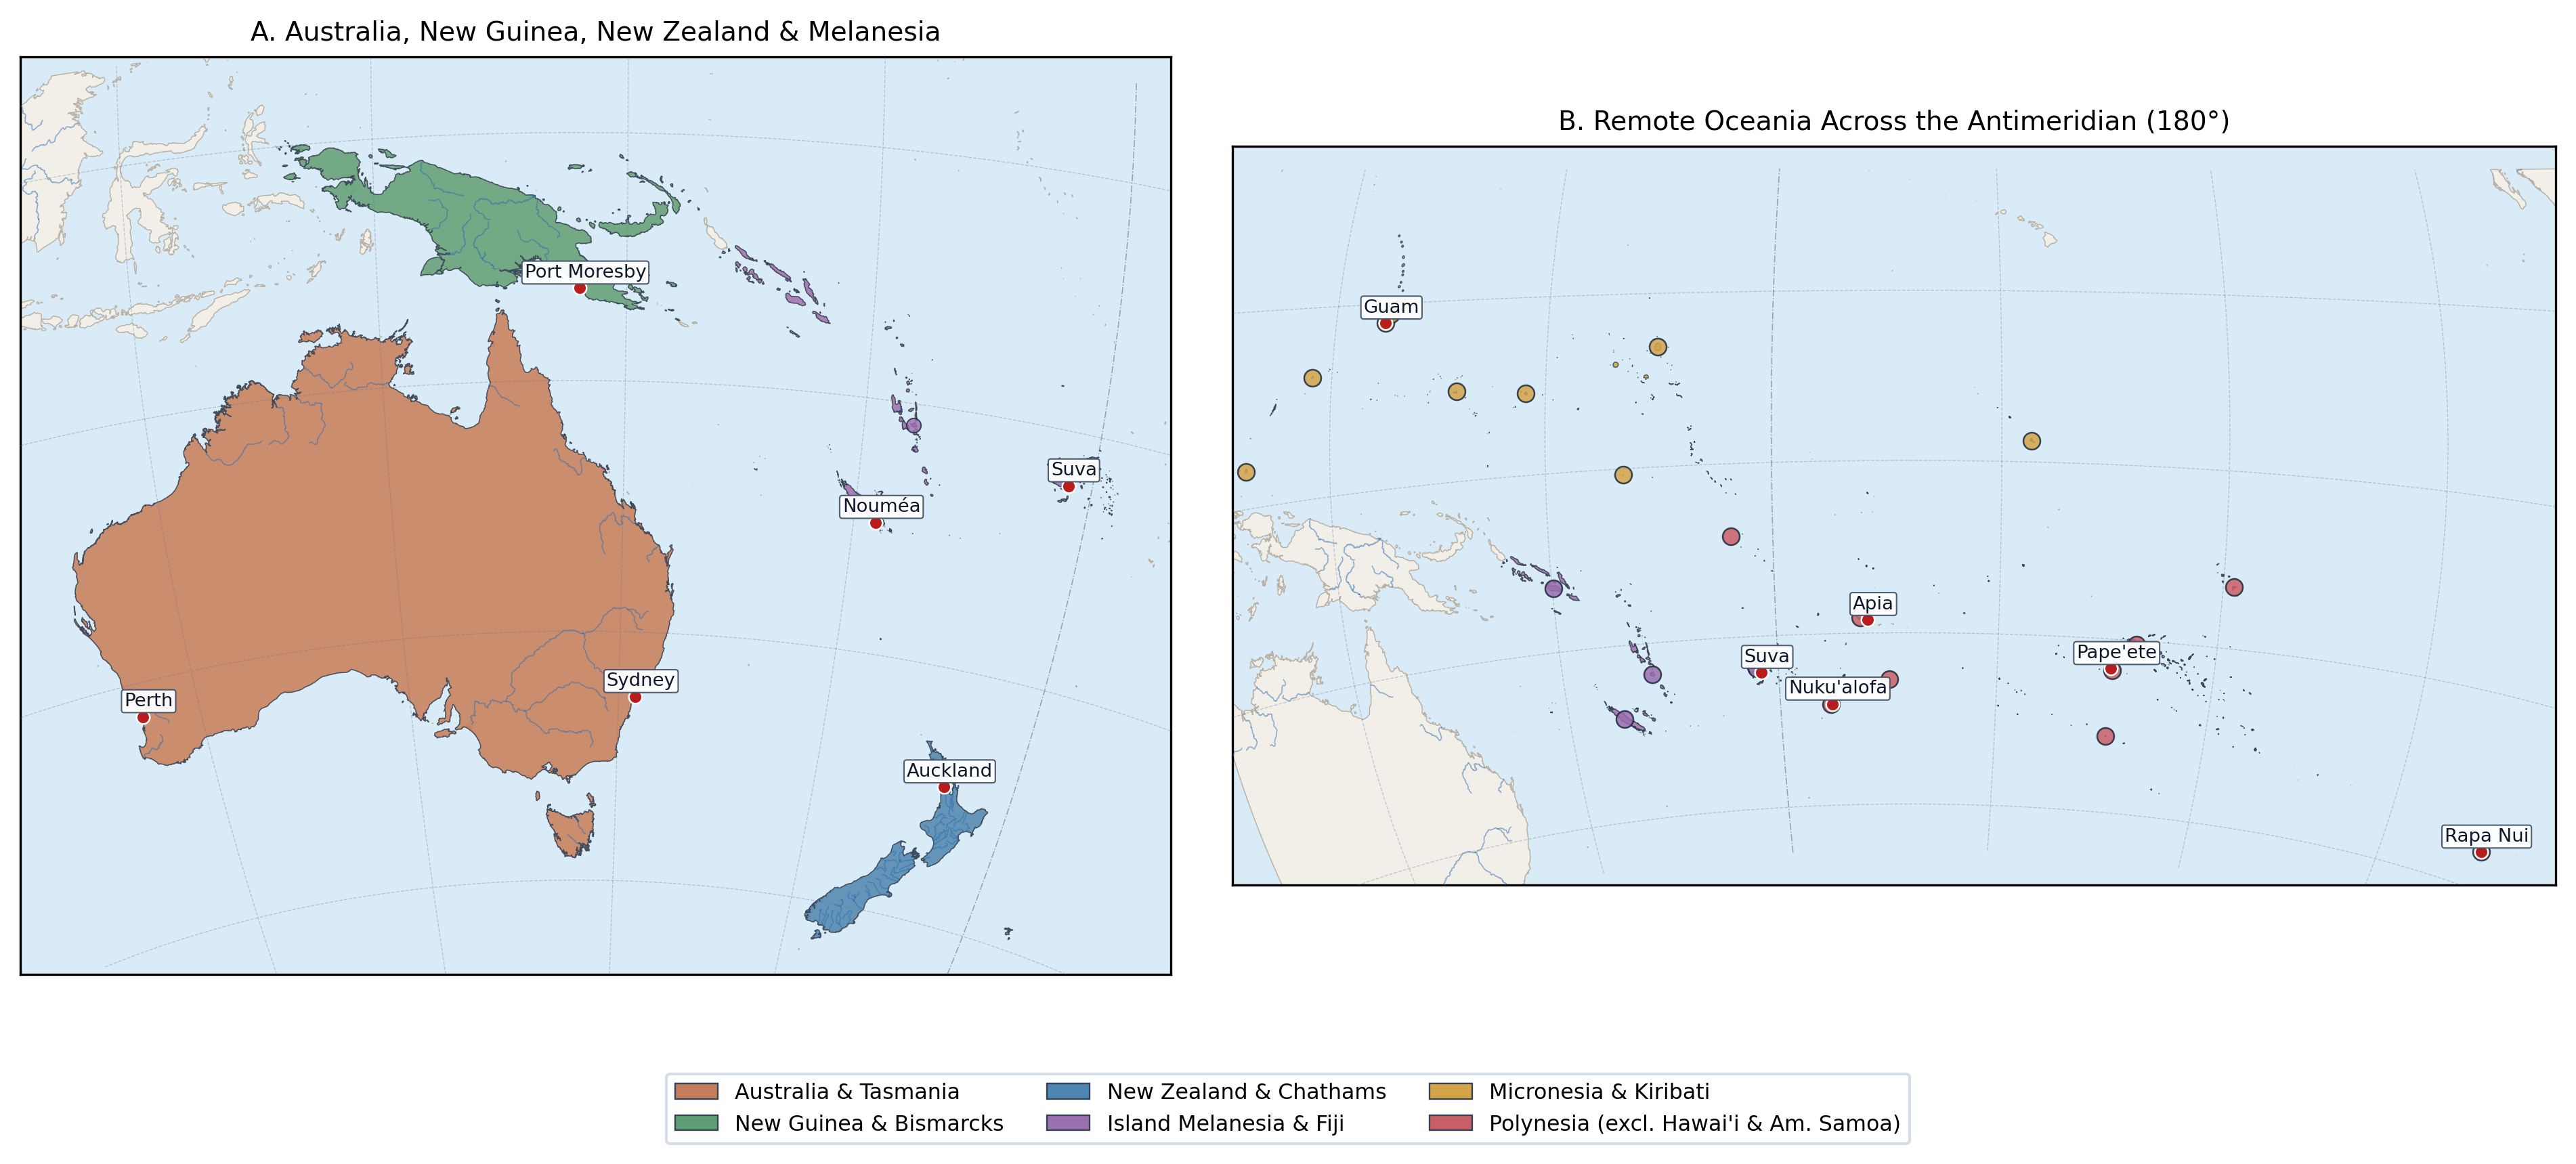 A. Australia, New Guinea, New Zealand & Melanesia
Port Moresby
Suva
Nouméa
Sydney
Perth
Auckland
B. Remote Oceania Across the Antimeridian (180°)
Guam
Apia
Suva
Pape'ete
Nuku'alofa
Rapa Nui
Australia & Tasmania
New Guinea & Bismarcks
New Zealand & Chathams
Island Melanesia & Fiji
Micronesia & Kiribati
Polynesia (excl. Hawai'i & Am. Samoa)